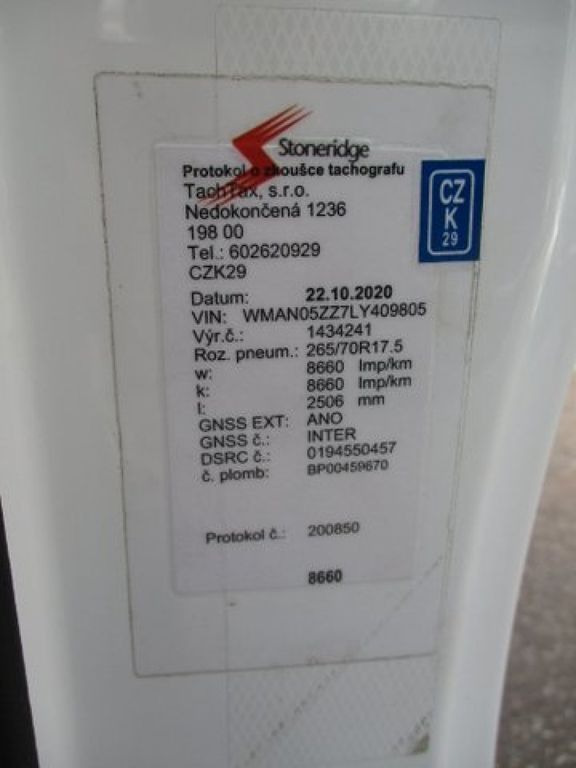 Stoneridge
Protokol o zkoušce tachografu
TachTax, s.r.o.
Nedokončená 1236
198 00
Tel.: 602620929
CZK29
CZ
K
29
Datum: 22.10.2020
VIN: WMAN05ZZ7LY409805
Výr.č.: 1434241
Roz. pneum.: 265/70R17.5
w: 8660 Imp/km
k: 8660 Imp/km
l: 2506 mm
GNSS EXT: ANO
GNSS č.: INTER
DSRC č.: 0194550457
č. plomb: BP00459670
Protokol č.: 200850
8660